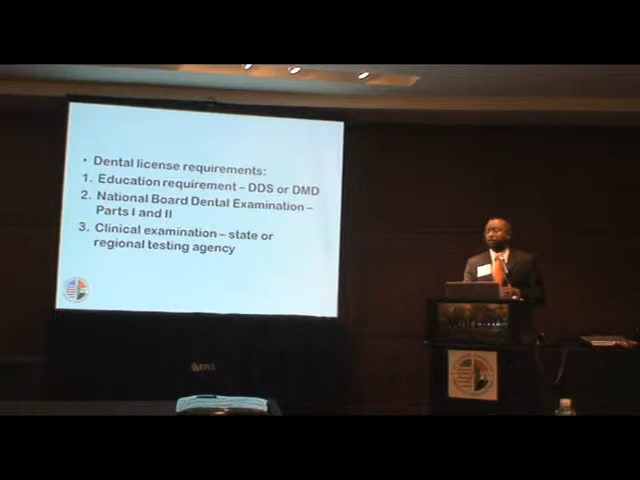 • Dental license requirements:
1. Education requirement – DDS or DMD
2. National Board Dental Examination –
Parts I and II
3. Clinical examination – state or
regional testing agency